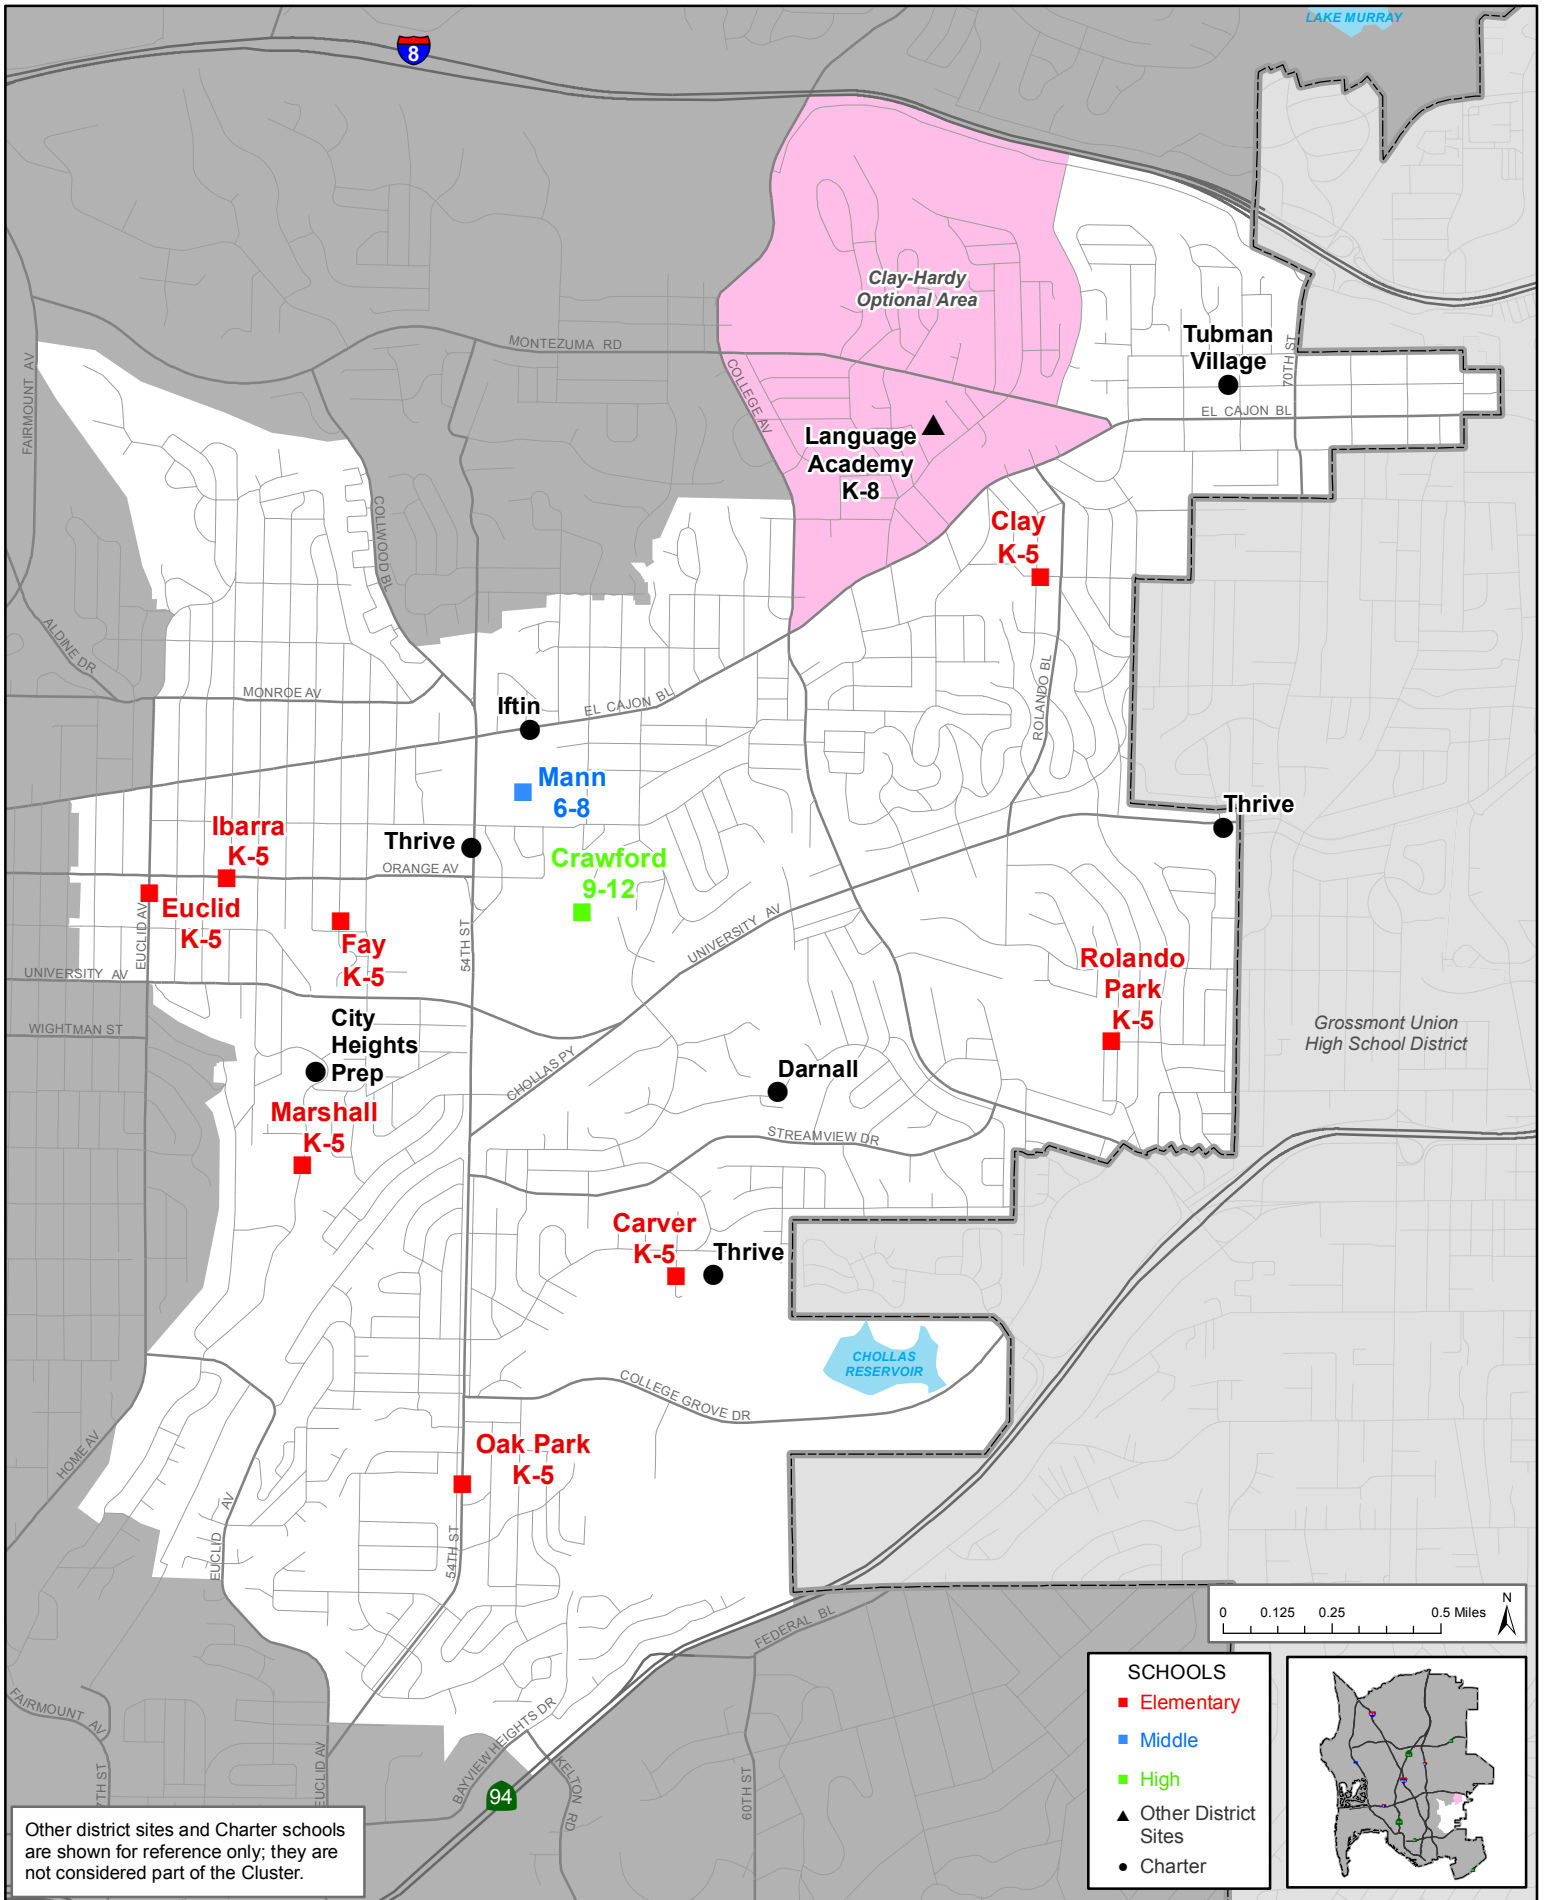 LAKE MURRAY
8
Clay-Hardy
Optional Area
MONTEZUMA RD
FAIRMOUNT AV
COLLEGE AV
Tubman
Village
70TH ST
EL CAJON BL
Language
Academy
K-8
Clay
K-5
COLLWOOD BL
ALDINE DR
MONROE AV
Iftin
EL CAJON BL
ROLANDO BL
Mann
6-8
Thrive
Ibarra
K-5
Thrive
ORANGE AV
Crawford
9-12
Euclid
K-5
EUCLID AV
Fay
K-5
54TH ST
UNIVERSITY AV
UNIVERSITY AV
Rolando
Park
K-5
WIGHTMAN ST
City
Heights
Prep
Grossmont Union
High School District
CHOLLAS PY
Darnall
Marshall
K-5
STREAMVIEW DR
Carver
K-5
Thrive
CHOLLAS
RESERVOIR
COLLEGE GROVE DR
Oak Park
K-5
HOME AV
EUCLID AV
54TH ST
FEDERAL BL
FAIRMOUNT AV
7TH ST
EUCLID AV
BAYVIEW HEIGHTS DR
KELTON RD
60TH ST
94
0 0.125 0.25 0.5 Miles
N
SCHOOLS
Elementary
Middle
High
Other District
Sites
Charter
Other district sites and Charter schools
are shown for reference only; they are
not considered part of the Cluster.